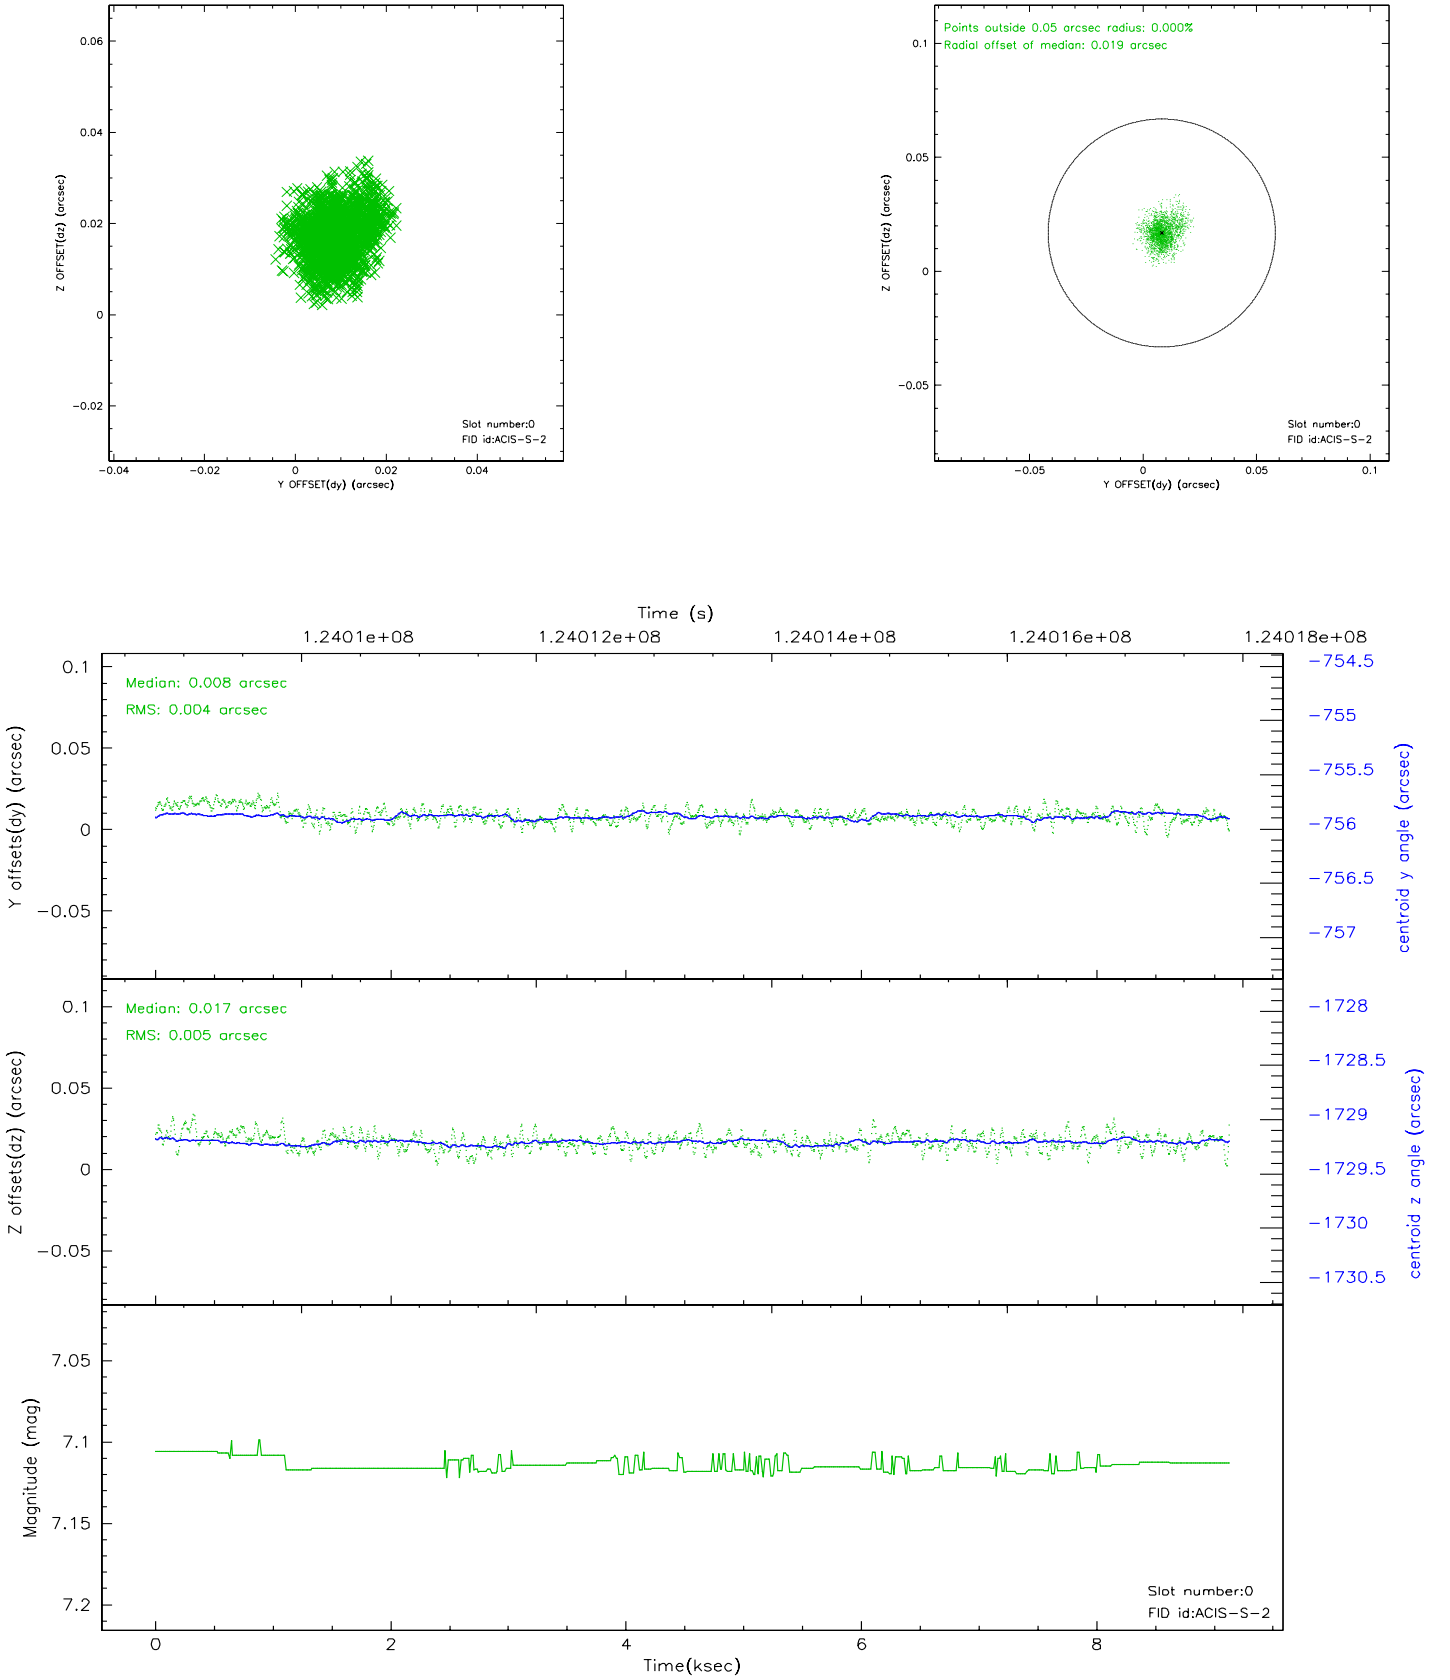 0.06
0.04
0.02
0
−0.02
Z OFFSET(dz) (arcsec)
−0.04
−0.02
0
0.02
0.04
Y OFFSET(dy) (arcsec)
Slot number:0
FID id:ACIS−S−2
Points outside 0.05 arcsec radius: 0.000%
Radial offset of median: 0.019 arcsec
0.1
0.05
0
−0.05
Z OFFSET(dz) (arcsec)
−0.05
0
0.05
0.1
Y OFFSET(dy) (arcsec)
Slot number:0
FID id:ACIS−S−2
Time (s)
1.2401e+08
1.24012e+08
1.24014e+08
1.24016e+08
1.24018e+08
Median: 0.008 arcsec
RMS: 0.004 arcsec
0.1
0.05
0
−0.05
Y offsets(dy) (arcsec)
−754.5
−755
−755.5
−756
−756.5
−757
centroid y angle (arcsec)
Median: 0.017 arcsec
RMS: 0.005 arcsec
0.1
0.05
0
−0.05
Z offsets(dz) (arcsec)
−1728
−1728.5
−1729
−1729.5
−1730
−1730.5
centroid z angle (arcsec)
7.05
7.1
7.15
7.2
Magnitude (mag)
Slot number:0
FID id:ACIS−S−2
0
2
4
6
8
Time(ksec)